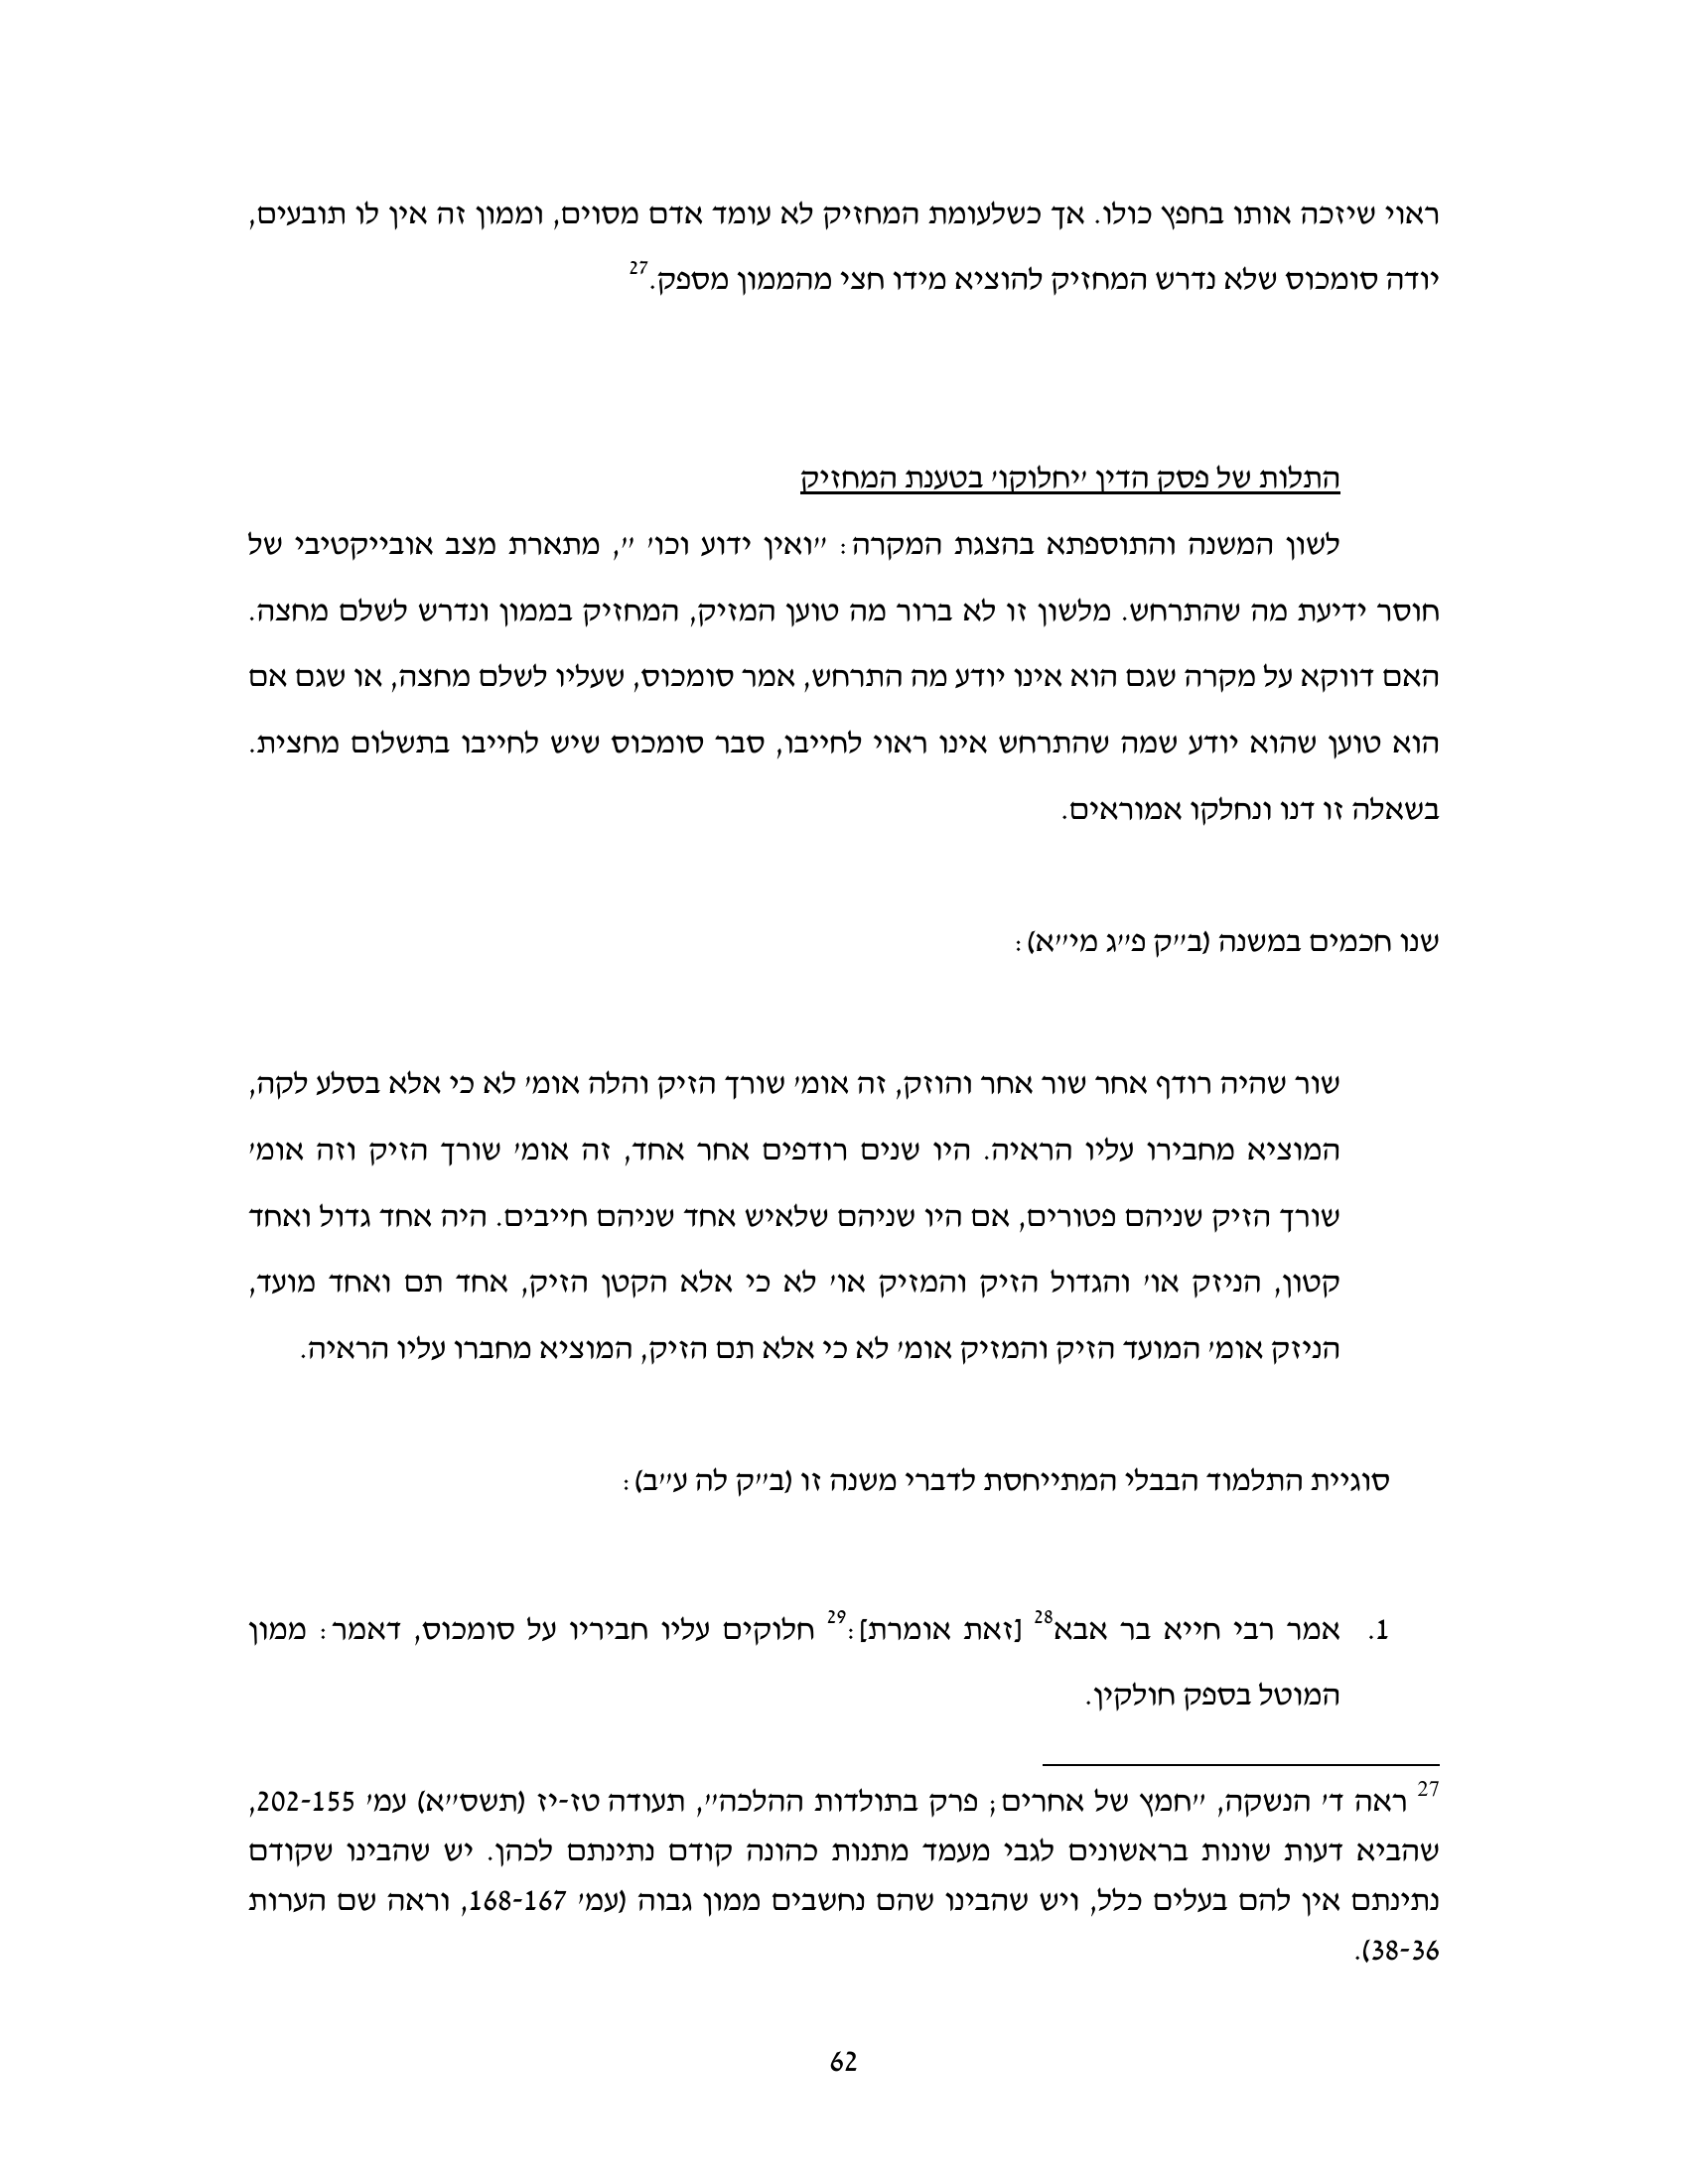 ראוי שיזכה אותו בחפץ כולו. אך כשלעומת המחזיק לא עומד אדם מסוים, וממון זה אין לו תובעים,
יודה סומכוס שלא נדרש המחזיק להוציא מידו חצי מהממון מספק.27
התלות של פסק הדין 'יחלוקו' בטענת המחזיק
לשון המשנה והתוספתא בהצגת המקרה: "ואין ידוע וכו' ", מתארת מצב אובייקטיבי של
חוסר ידיעת מה שהתרחש. מלשון זו לא ברור מה טוען המזיק, המחזיק בממון ונדרש לשלם מחצה.
האם דווקא על מקרה שגם הוא אינו יודע מה התרחש, אמר סומכוס, שעליו לשלם מחצה, או שגם אם
הוא טוען שהוא יודע שמה שהתרחש אינו ראוי לחייבו, סבר סומכוס שיש לחייבו בתשלום מחצית.
בשאלה זו דנו ונחלקו אמוראים.
שנו חכמים במשנה (ב"ק פ"ג מי"א):
שור שהיה רודף אחר שור אחר והוזק, זה אומ' שורך הזיק והלה אומ' לא כי אלא בסלע לקה,
המוציא מחבירו עליו הראיה. היו שנים רודפים אחר אחד, זה אומ' שורך הזיק וזה אומ'
שורך הזיק שניהם פטורים, אם היו שניהם שלאיש אחד שניהם חייבים. היה אחד גדול ואחד
קטון, הניזק או' והגדול הזיק והמזיק או' לא כי אלא הקטן הזיק, אחד תם ואחד מועד,
הניזק אומ' המועד הזיק והמזיק אומ' לא כי אלא תם הזיק, המוציא מחברו עליו הראיה.
סוגיית התלמוד הבבלי המתייחסת לדברי משנה זו (ב"ק לה ע"ב):
1. אמר רבי חייא בר אבא28 [זאת אומרת]:29 חלוקים עליו חביריו על סומכוס, דאמר: ממון
המוטל בספק חולקין.
27 ראה ד' הנשקה, "חמץ של אחרים; פרק בתולדות ההלכה", תעודה טז-יז (תשס"א) עמ' 202-155,
שהביא דעות שונות בראשונים לגבי מעמד מתנות כהונה קודם נתינתם לכהן. יש שהבינו שקודם
נתינתם אין להם בעלים כלל, ויש שהבינו שהם נחשבים ממון גבוה (עמ' 168-167, וראה שם הערות
38-36).
62